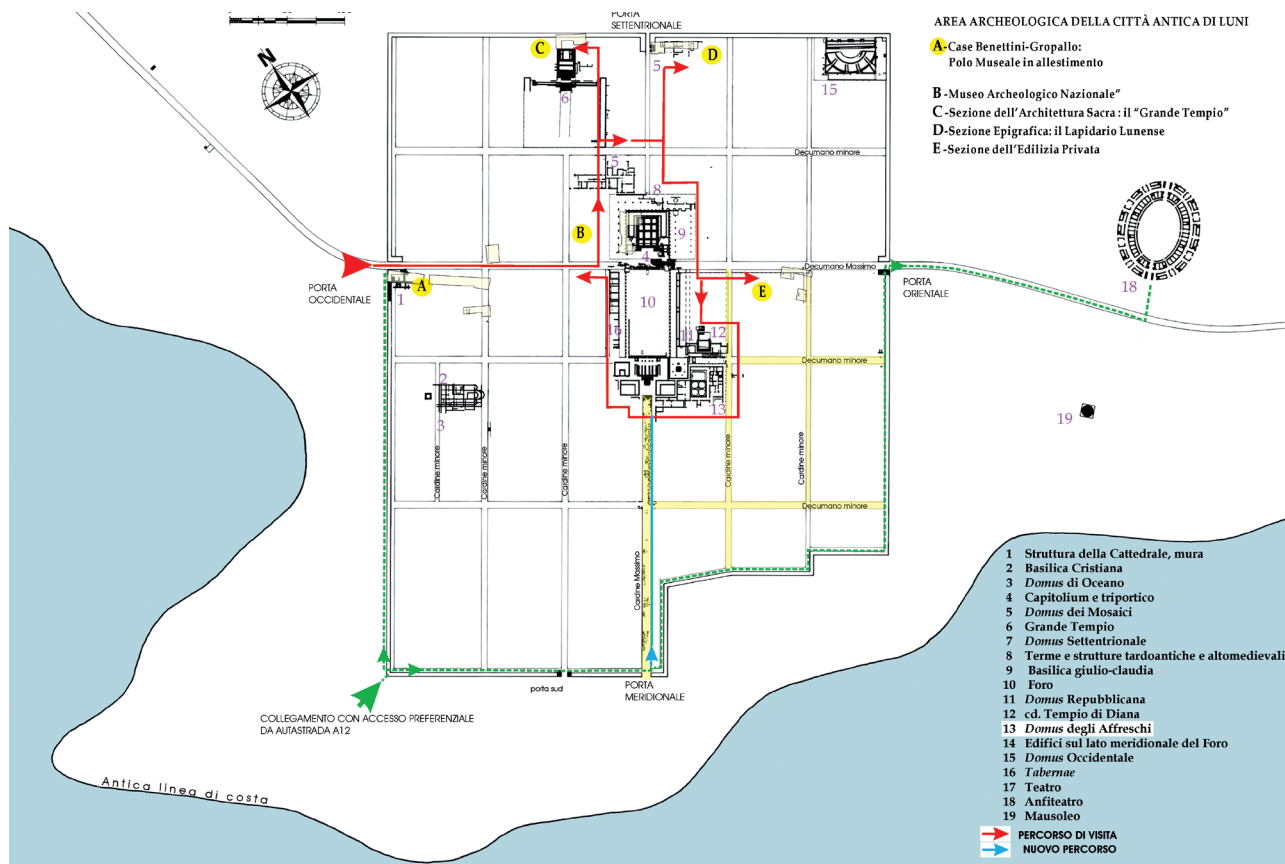 PORTA
SETTENTRIONALE
AREA ARCHEOLOGICA DELLA CITTÀ ANTICA DI LUNI
A-Case Benettini-Gropallo:
Polo Museale in allestimento
B -Museo Archeologico Nazionale"
C -Sezione dell'Architettura Sacra : il "Grande Tempio"
D-Sezione Epigrafica: il Lapidario Lunense
E -Sezione dell'Edilizia Privata
N
C
D
5
6
15
Decumano minore
5
8
B
9
4
Decumano Massimo
PORTA
OCCIDENTALE
A
1
E
PORTA
ORIENTALE
18
10
16
11
12
Decumano minore
2
3
13
19
Cardine minore
Cardine minore
Cardine minore
Cardine minore
Cardine minore
Decumano minore
Cardine Massimo
porta sud
PORTA
MERIDIONALE
COLLEGAMENTO CON ACCESSO PREFERENZIALE
DA AUTASTRADA A12
Antica linea di costa
1 Struttura della Cattedrale, mura
2 Basilica Cristiana
3 Domus di Oceano
4 Capitolium e triportico
5 Domus dei Mosaici
6 Grande Tempio
7 Domus Settentrionale
8 Terme e strutture tardoantiche e altomedievali
9 Basilica giulio-claudia
10 Foro
11 Domus Repubblicana
12 cd. Tempio di Diana
13 Domus degli Affreschi
14 Edifici sul lato meridionale del Foro
15 Domus Occidentale
16 Tabernae
17 Teatro
18 Anfiteatro
19 Mausoleo
PERCORSO DI VISITA
NUOVO PERCORSO